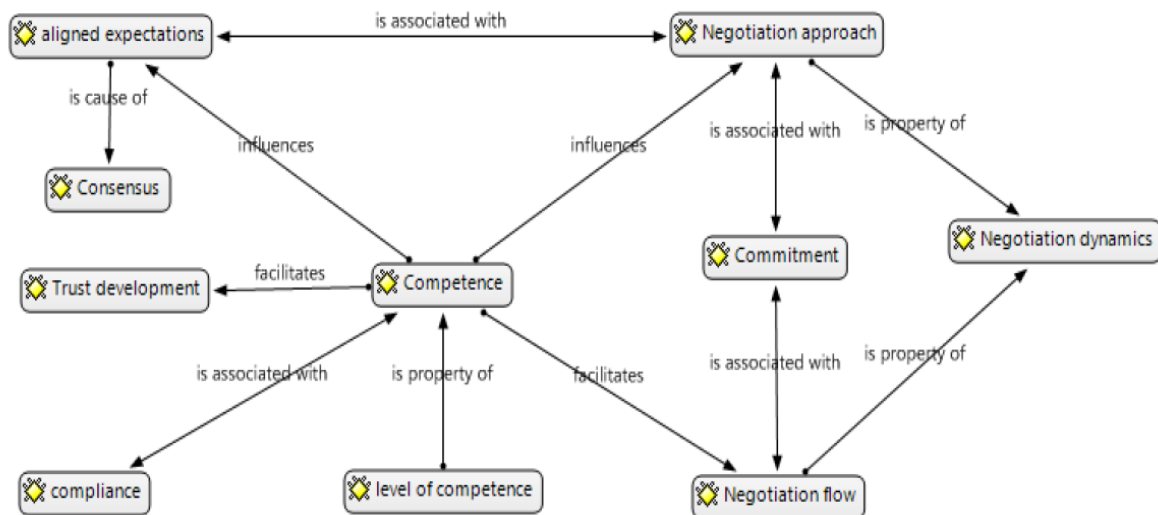 is associated with
aligned expectations
Negotiation approach
is cause of
influences
influences
is associated with
is property of
Consensus
Commitment
Negotiation dynamics
Trust development
facilitates
Competence
is associated with
is property of
facilitates
is associated with
is property of
compliance
level of competence
Negotiation flow